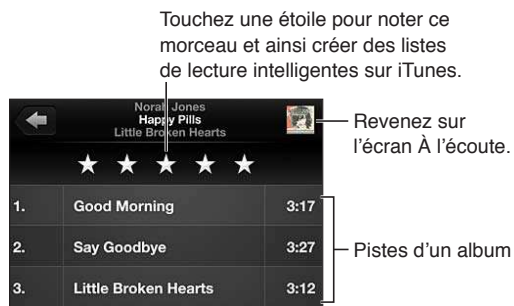 Touchez une étoile pour noter ce
morceau et ainsi créer des listes
de lecture intelligentes sur iTunes.
Norah Jones
Happy Pills
Little Broken Hearts
Revenez sur
l'écran À l'écoute.
1. Good Morning 3:17
2. Say Goodbye 3:27
Pistes d'un album
3. Little Broken Hearts 3:12